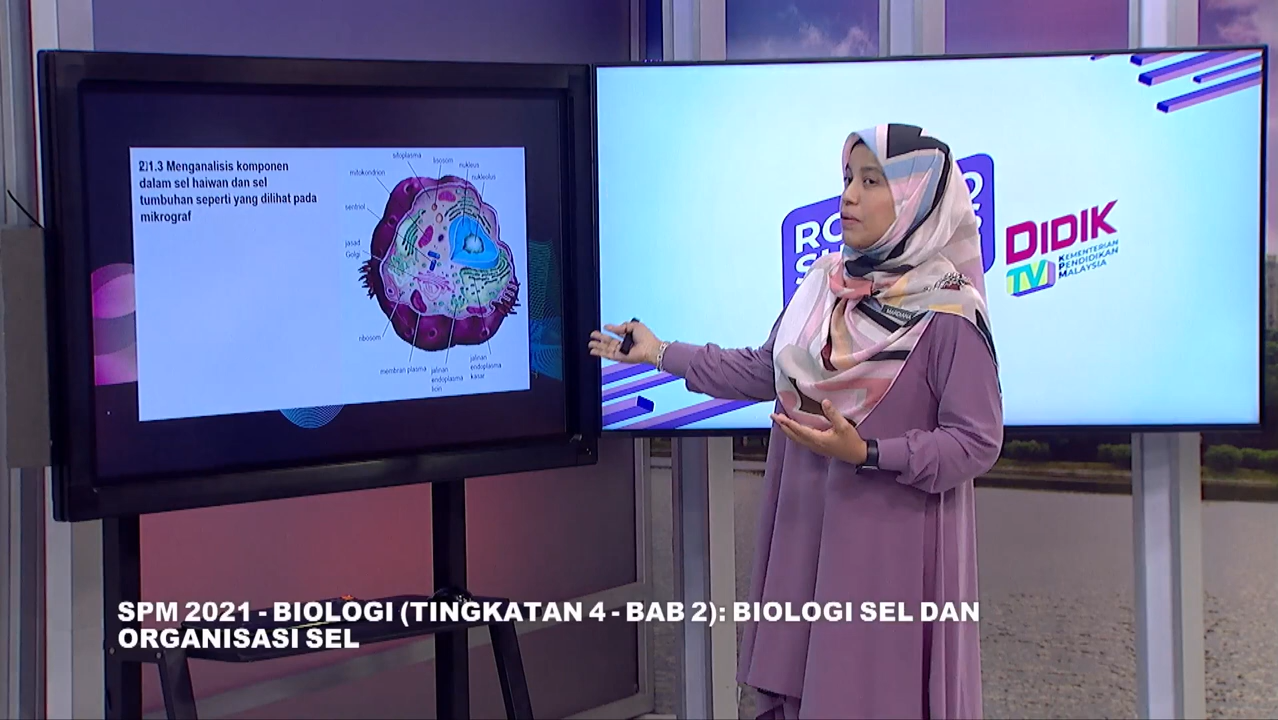 2.1.3 Menganalisis komponen
dalam sel haiwan dan sel
tumbuhan seperti yang dilihat pada
mikrograf
sitoplasma
lisosom
nukleus
mitokondrion
nukleolus
sentriol
jasad
Golgi
ribosom
membran plasma
jalinan
endoplasma
licin
jalinan
endoplasma
kasar
DIDIK
TV
KEMENTERIAN
PENDIDIKAN
MALAYSIA
MARDIANA
SPM 2021 - BIOLOGI (TINGKATAN 4 - BAB 2): BIOLOGI SEL DAN
ORGANISASI SEL